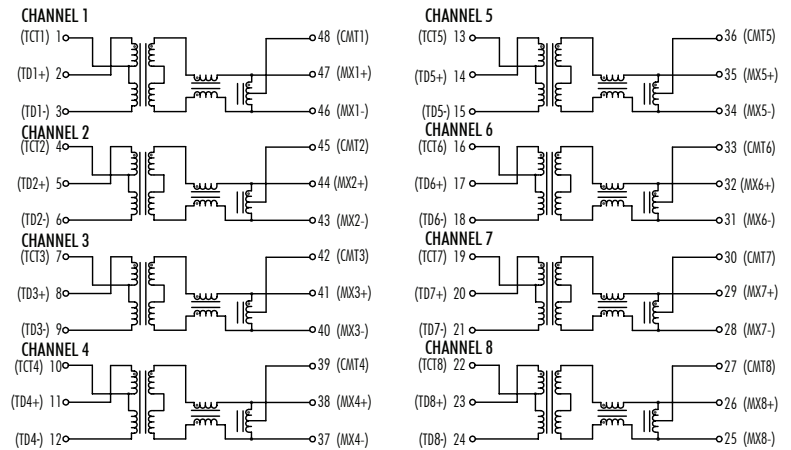 CHANNEL 1
(TCT1) 1
48 (CMT1)
(TD1+) 2
47 (MX1+)
(TD1-) 3
46 (MX1-)
CHANNEL 2
(TCT2) 4
45 (CMT2)
(TD2+) 5
44 (MX2+)
(TD2-) 6
43 (MX2-)
CHANNEL 3
(TCT3) 7
42 (CMT3)
(TD3+) 8
41 (MX3+)
(TD3-) 9
40 (MX3-)
CHANNEL 4
(TCT4) 10
39 (CMT4)
(TD4+) 11
38 (MX4+)
(TD4-) 12
37 (MX4-)
CHANNEL 5
(TCT5) 13
36 (CMT5)
(TD5+) 14
35 (MX5+)
(TD5-) 15
34 (MX5-)
CHANNEL 6
(TCT6) 16
33 (CMT6)
(TD6+) 17
32 (MX6+)
(TD6-) 18
31 (MX6-)
CHANNEL 7
(TCT7) 19
30 (CMT7)
(TD7+) 20
29 (MX7+)
(TD7-) 21
28 (MX7-)
CHANNEL 8
(TCT8) 22
27 (CMT8)
(TD8+) 23
26 (MX8+)
(TD8-) 24
25 (MX8-)